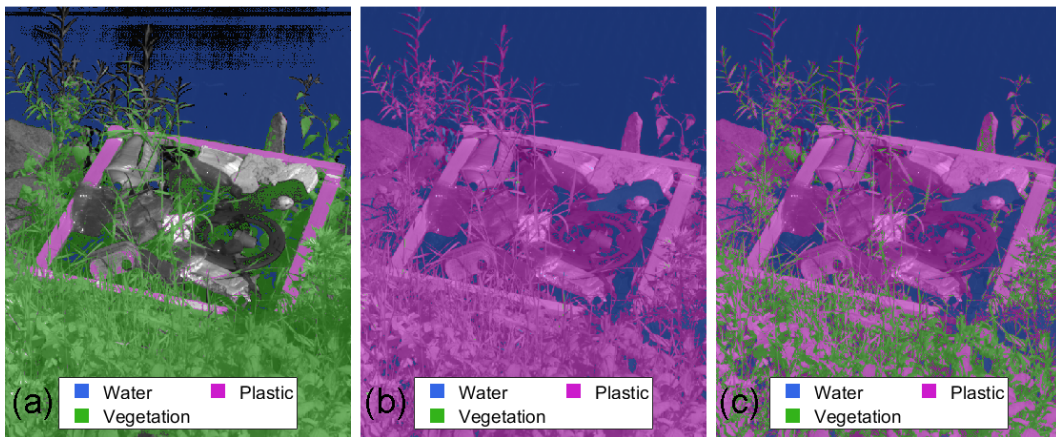 (a)
Water
Plastic
Vegetation
(b)
Water
Plastic
Vegetation
(c)
Water
Plastic
Vegetation